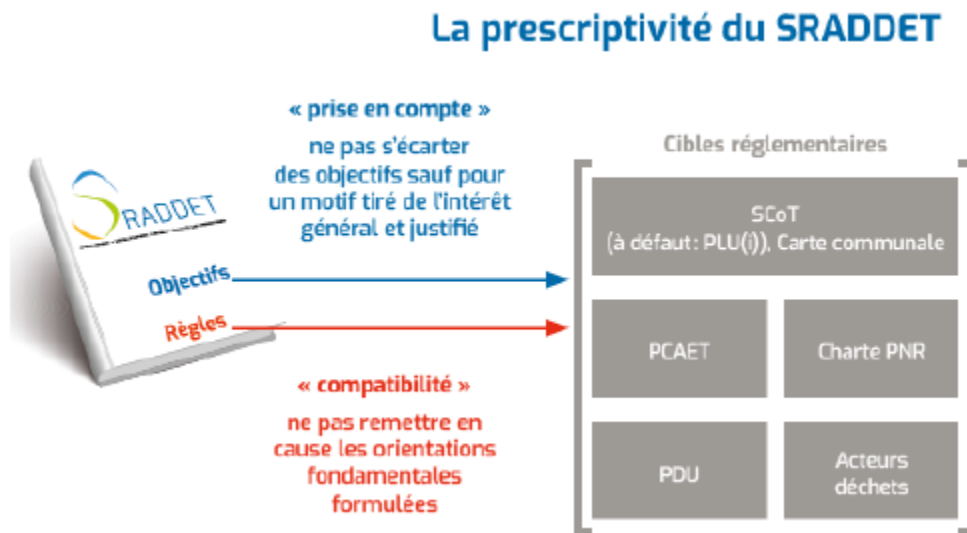 La prescriptivité du SRADDET
« prise en compte »
ne pas s'écarter
des objectifs sauf pour
un motif tiré de l'intérêt
général et justifié
SRADDET
Objectifs
Règles
« compatibilité »
ne pas remettre en
cause les orientations
fondamentales
formulées
Cibles réglementaires
SCoT
(à défaut : PLU(i)), Carte communale
PCAET
Charte PNR
PDU
Acteurs
déchets